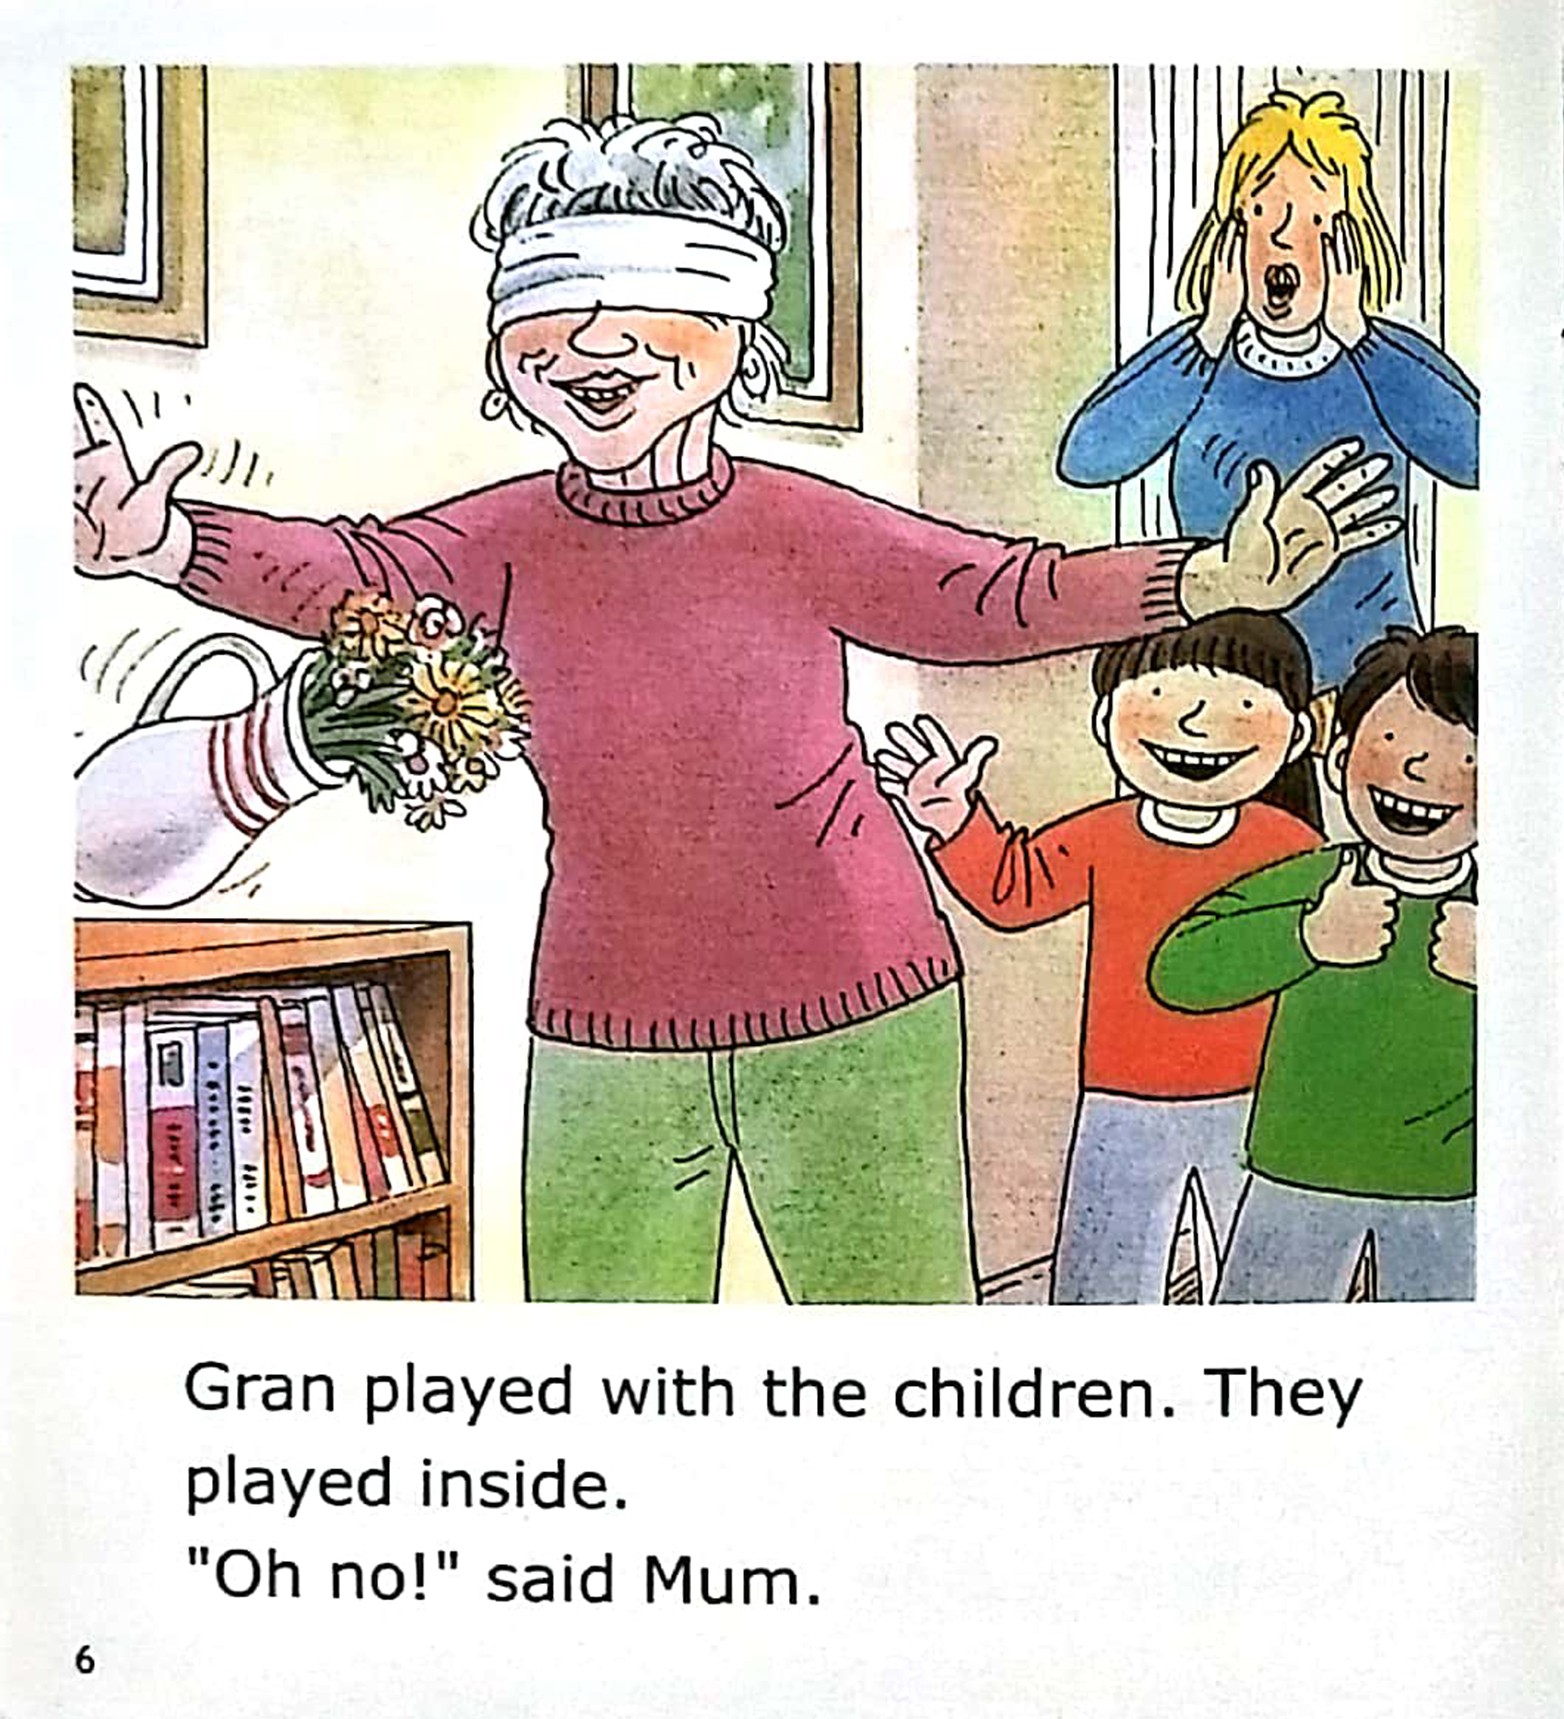 Gran played with the children. They
played inside.
"Oh no!" said Mum.
6